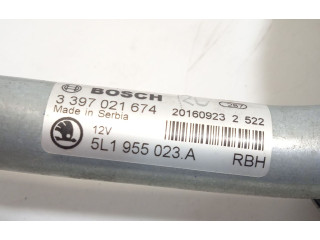 BOSCH
3 397 021 674 20160923 2 522
Made in Serbia
12V
5L1 955 023.A RBH